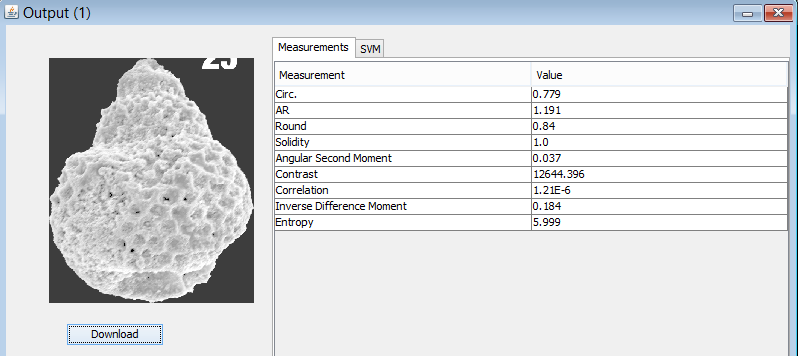 Output (1)
Measurements SVM
Measurement Value
Circ. 0.779
AR 1.191
Round 0.84
Solidity 1.0
Angular Second Moment 0.037
Contrast 12644.396
Correlation 1.21E-6
Inverse Difference Moment 0.184
Entropy 5.999
Download